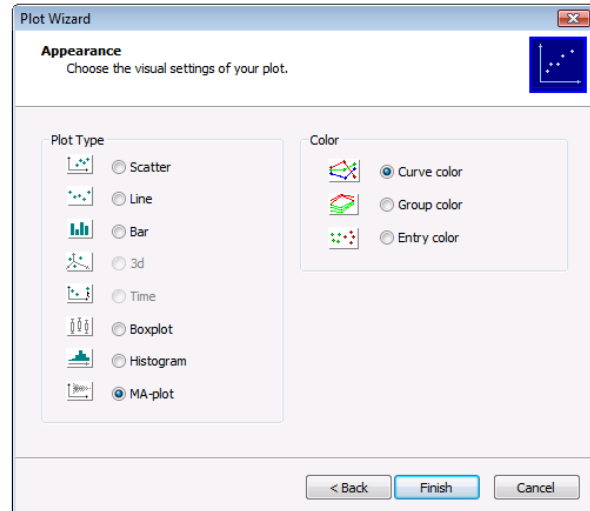 Plot Wizard
Appearance
Choose the visual settings of your plot.
Plot Type
Scatter
Line
Bar
3d
Time
Boxplot
Histogram
MA-plot
Color
Curve color
Group color
Entry color
< Back
Finish
Cancel